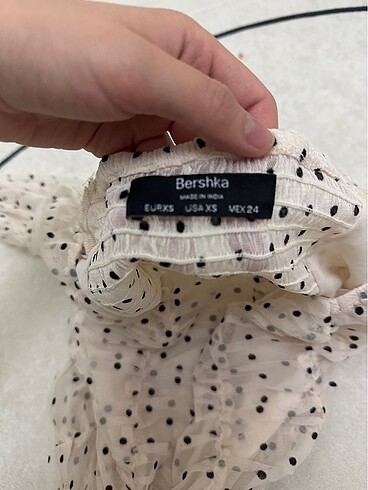 Bershka
MADE IN INDIA
EUR XS USA XS MEX 24